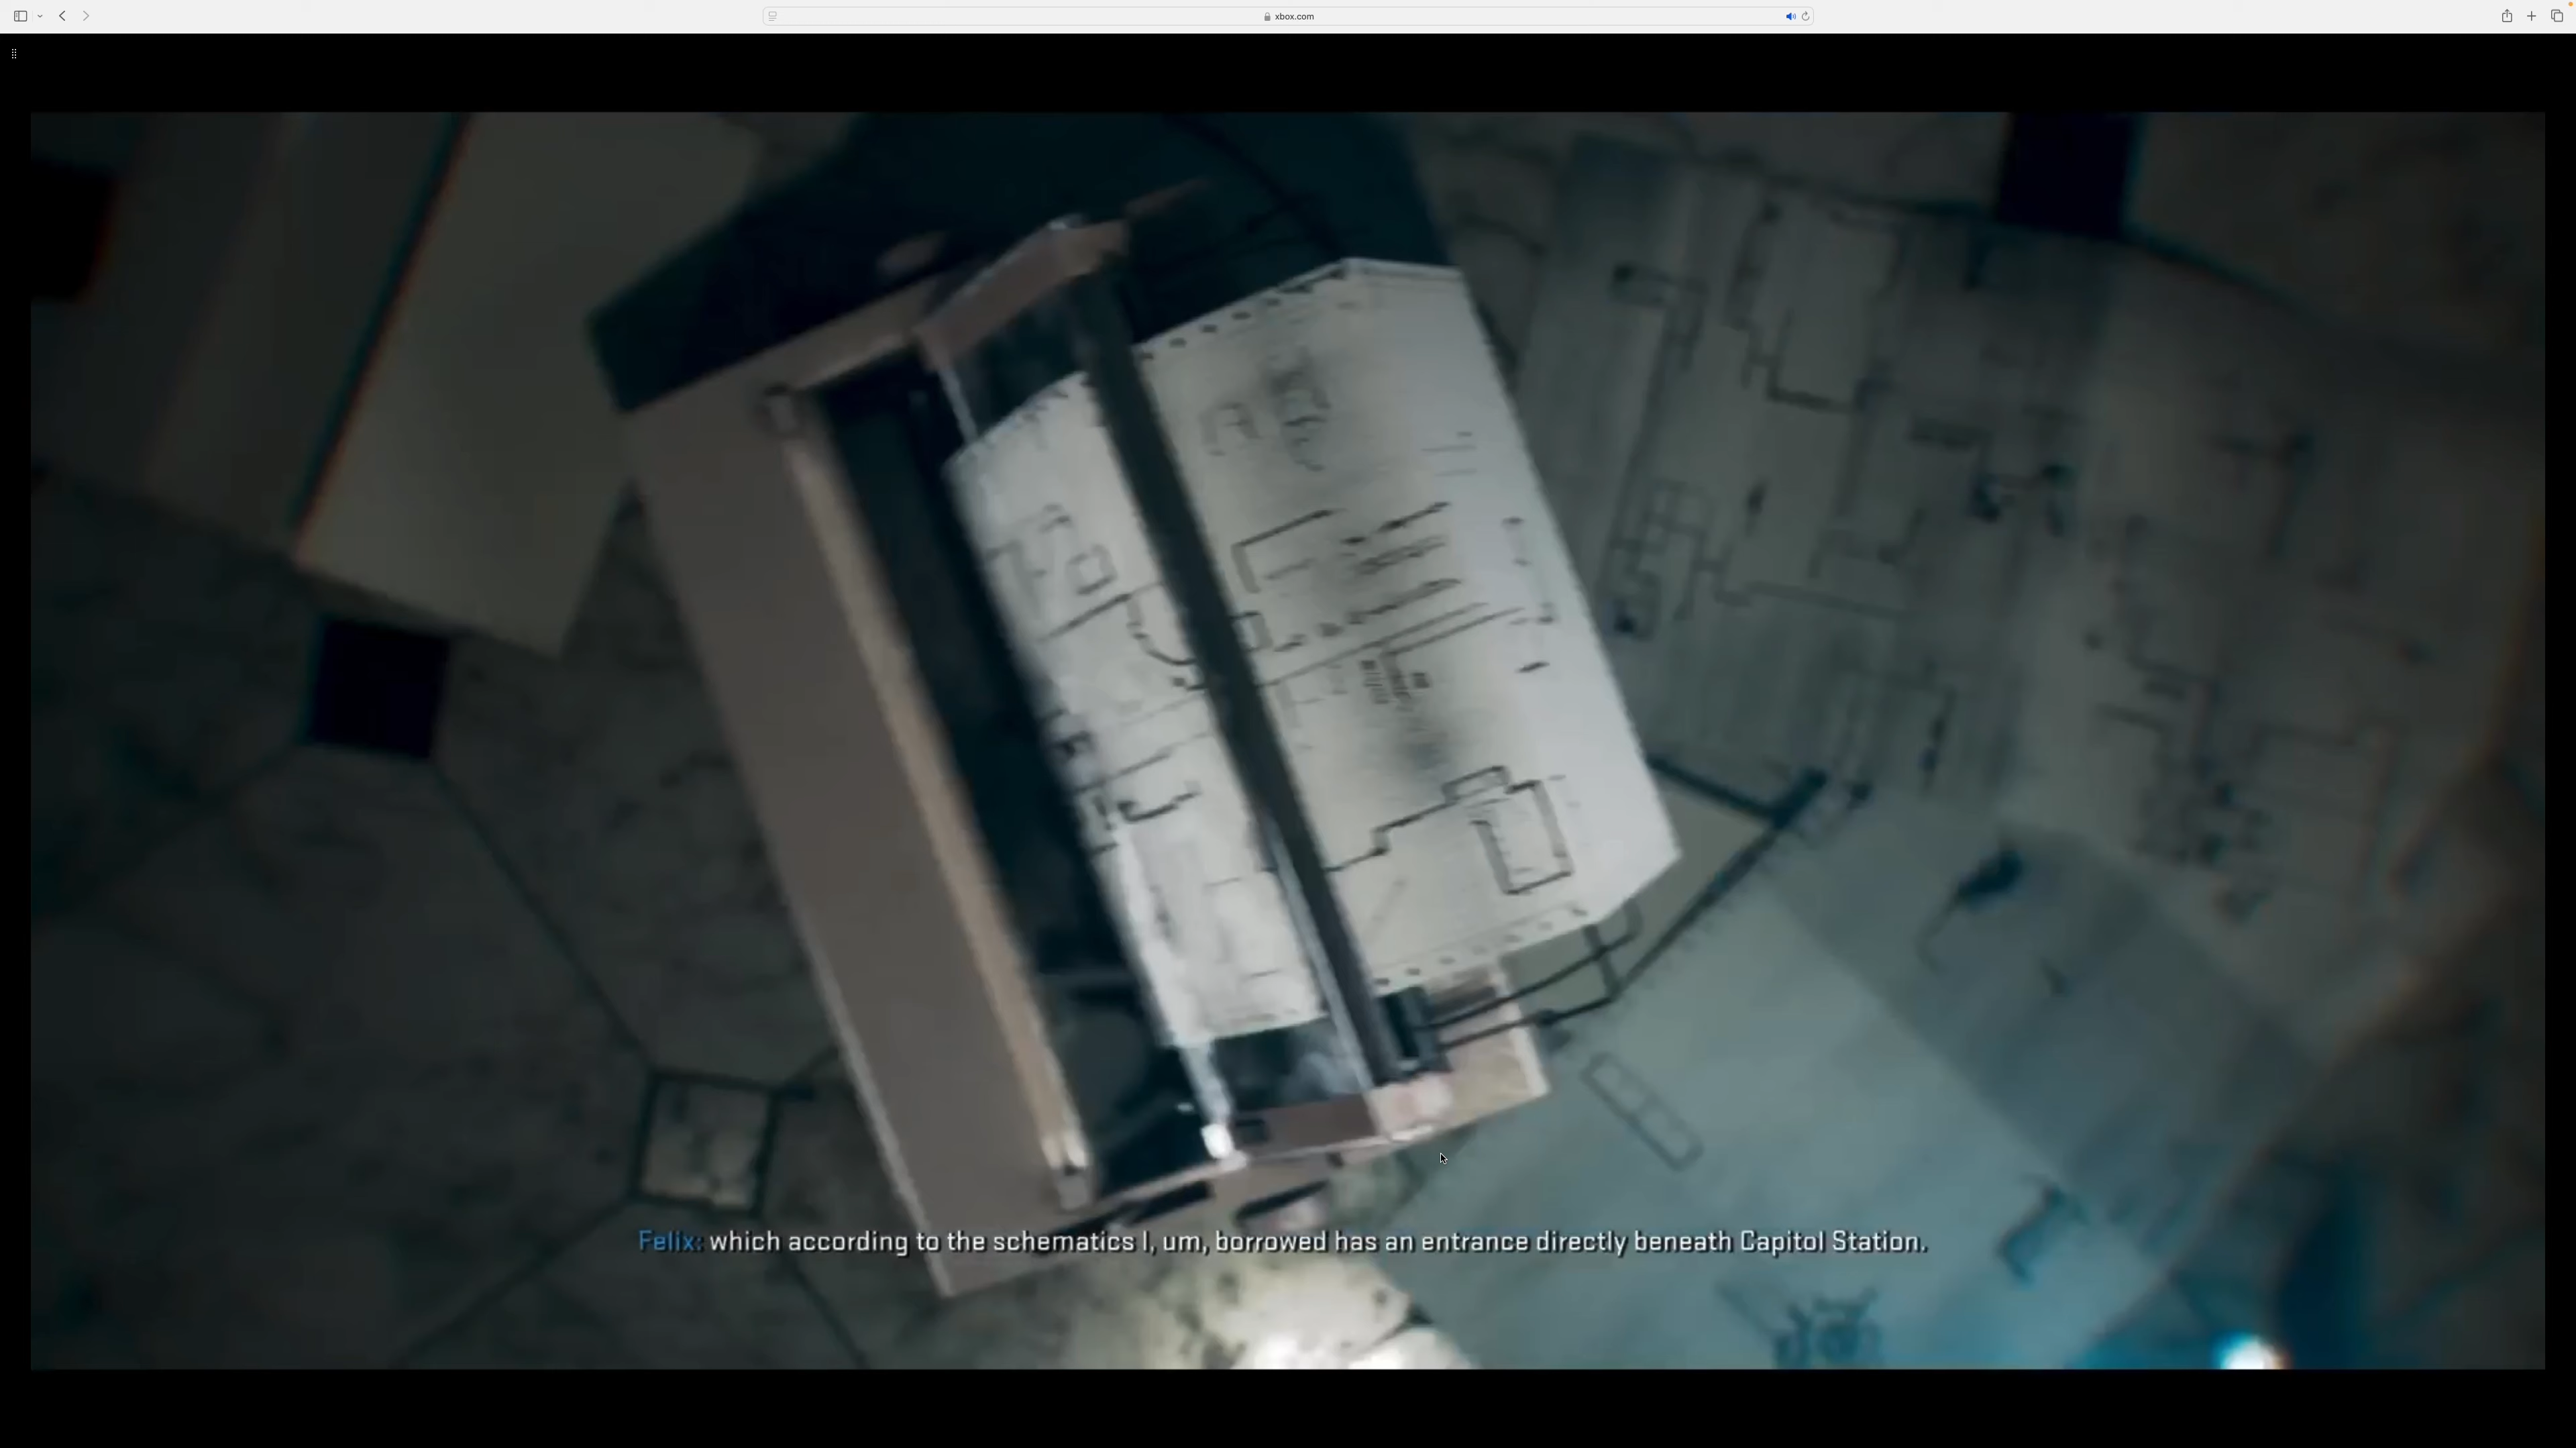 xbox.com
Felix: which according to the schematics I, um, borrowed has an entrance directly beneath Capitol Station.